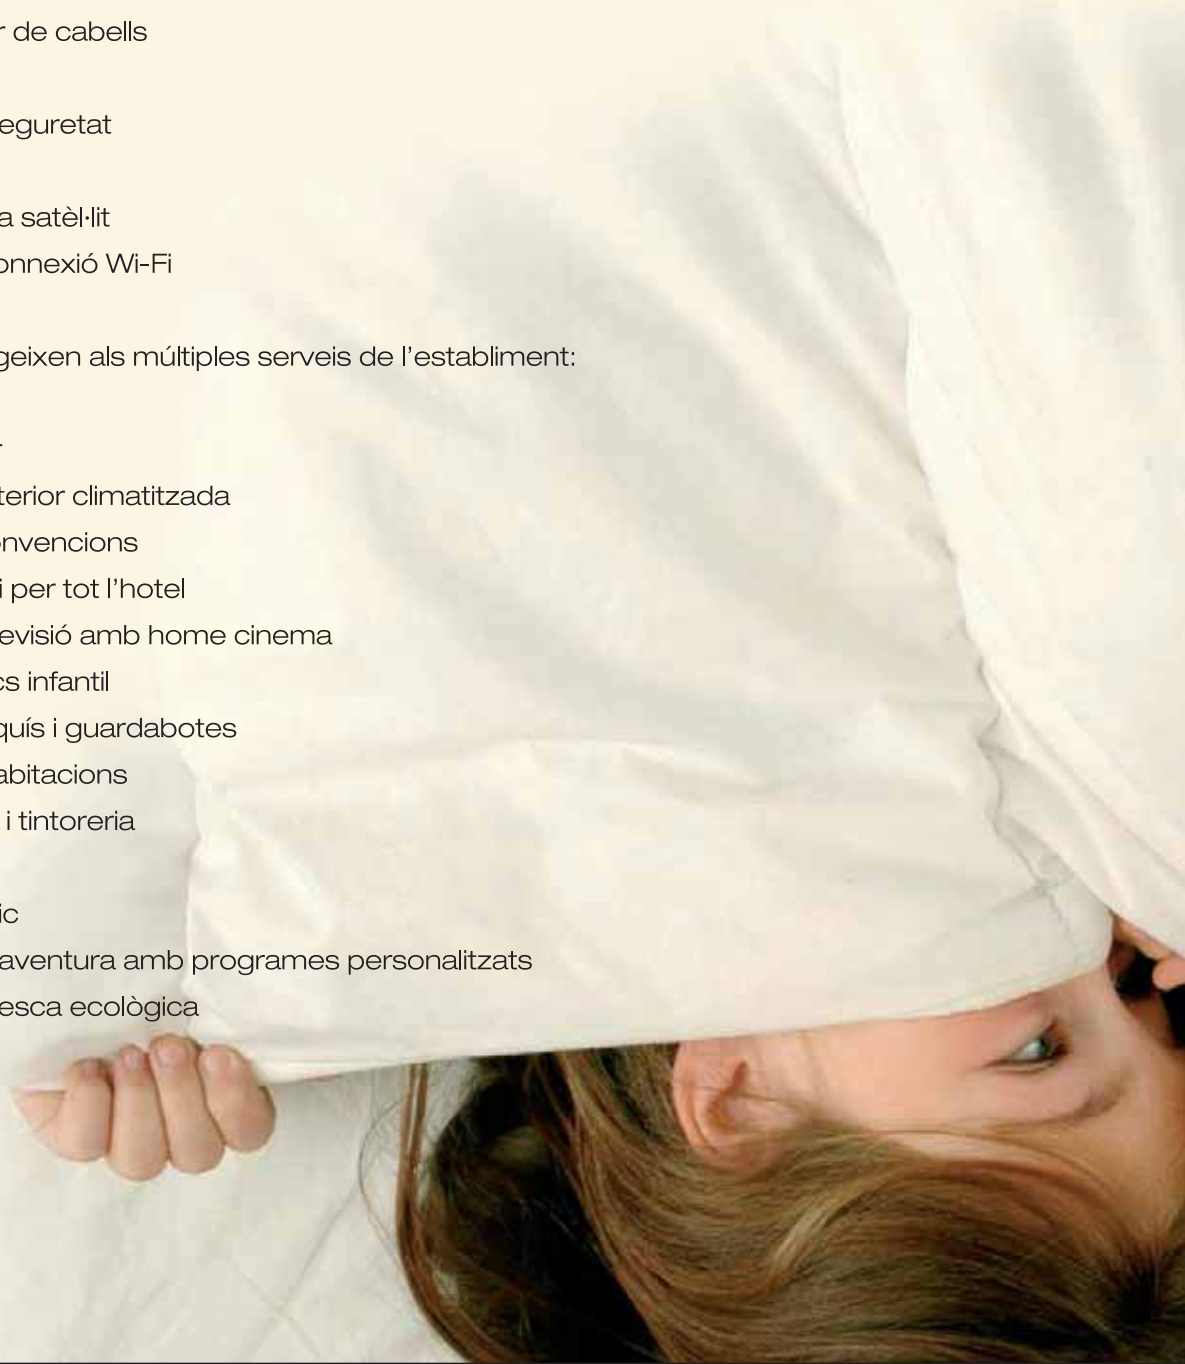 r de cabells
eguretat
a satèl·lit
onnexió Wi-Fi
geixen als múltiples serveis de l’establiment:
terior climatitzada
onvencions
i per tot l’hotel
evisió amb home cinema
cs infantil
quís i guardabotes
abitacions
i tintoreria
ic
aventura amb programes personalitzats
esca ecològica